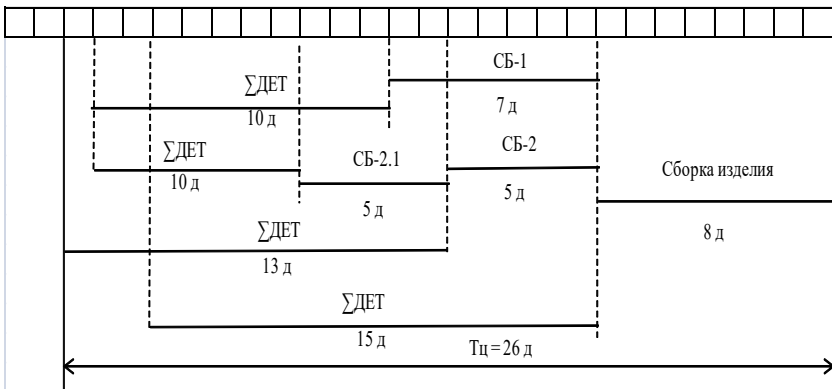 СБ-1
∑ДЕТ
10 д
7 д
∑ДЕТ
10 д
СБ-2.1
5 д
СБ-2
5 д
Сборка изделия
8 д
∑ДЕТ
13 д
∑ДЕТ
15 д
Тц = 26 д